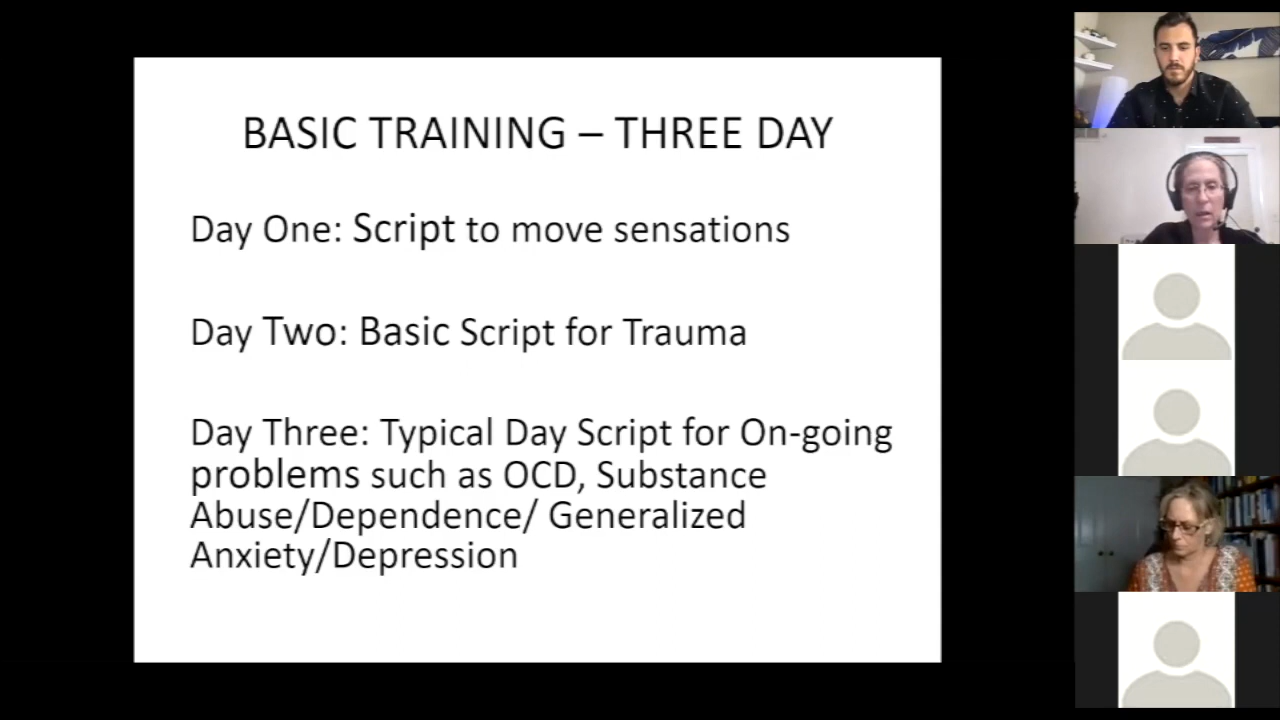 BASIC TRAINING – THREE DAY
Day One: Script to move sensations
Day Two: Basic Script for Trauma
Day Three: Typical Day Script for On-going
problems such as OCD, Substance
Abuse/Dependence/ Generalized
Anxiety/Depression